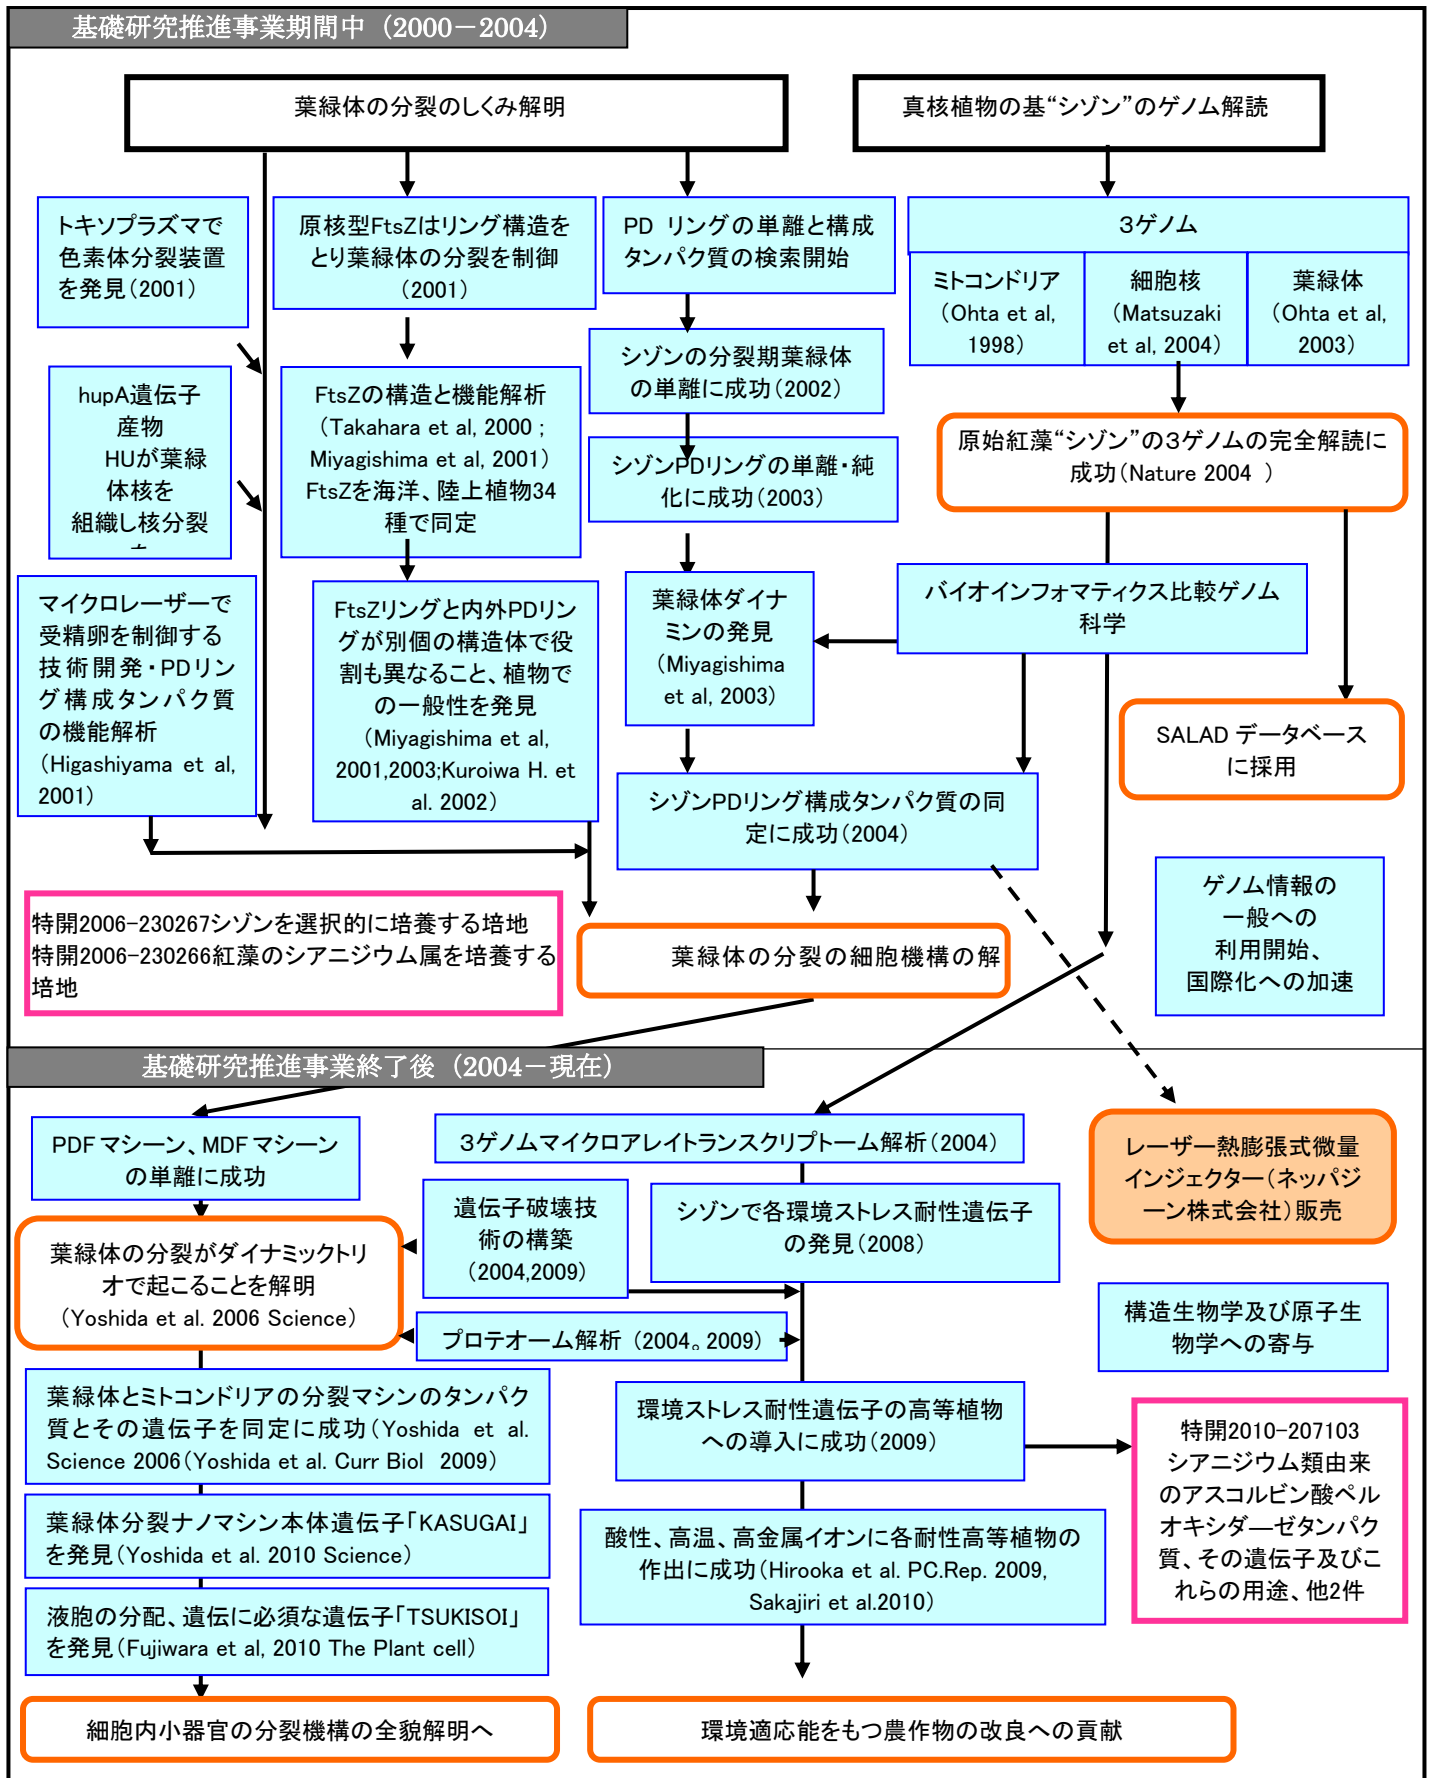 基礎研究推進事業期間中（2000－2004）
葉緑体の分裂のしくみ解明
真核植物の基“シゾン”のゲノム解読
トキソプラズマで
色素体分裂装置
を発見（2001）
原核型FtsZはリング構造を
とり葉緑体の分裂を制御
（2001）
PD リングの単離と構成
タンパク質の検索開始
3ゲノム
ミトコンドリア
（Ohta et al,
1998）
細胞核
（Matsuzaki
et al, 2004）
葉緑体
（Ohta et al,
2003）
hupA遺伝子
産物
HUが葉緑
体核を
組織し核分裂
FtsZの構造と機能解析
（Takahara et al, 2000 ;
Miyagishima et al, 2001）
FtsZを海洋、陸上植物34
種で同定
シゾンの分裂期葉緑体
の単離に成功（2002）
シゾンPDリングの単離・純
化に成功（2003）
原始紅藻“シゾン”の3ゲノムの完全解読に
成功（Nature 2004 ）
マイクロレーザーで
受精卵を制御する
技術開発・PDリン
グ構成タンパク質
の機能解析
（Higashiyama et al,
2001）
FtsZリングと内外PDリン
グが別個の構造体で役
割も異なること、植物で
の一般性を発見
（Miyagishima et al,
2001,2003;Kuroiwa H. et
al. 2002）
葉緑体ダイナ
ミンの発見
（Miyagishima
et al, 2003）
バイオインフォマティクス比較ゲノム
科学
SALAD データベース
に採用
シゾンPDリング構成タンパク質の同
定に成功（2004）
特開2006-230267シゾンを選択的に培養する培地
特開2006-230266紅藻のシアニジウム属を培養する
培地
葉緑体の分裂の細胞機構の解
ゲノム情報の
一般への
利用開始、
国際化への加速
基礎研究推進事業終了後（2004－現在）
PDFマシーン、MDFマシーン
の単離に成功
3ゲノムマイクロアレイトランスクリプトーム解析（2004）
レーザー熱膨張式微量
インジェクター（ネッパジ
ーン株式会社）販売
葉緑体の分裂がダイナミックトリ
オで起こることを解明
（Yoshida et al. 2006 Science）
遺伝子破壊技
術の構築
（2004,2009）
シゾンで各環境ストレス耐性遺伝子
の発見（2008）
プロテオーム解析（2004。2009）
構造生物学及び原子生
物学への寄与
葉緑体とミトコンドリアの分裂マシンのタンパク
質とその遺伝子を同定に成功（Yoshida et al.
Science 2006（Yoshida et al. Curr Biol 2009）
環境ストレス耐性遺伝子の高等植物
への導入に成功（2009）
特開2010-207103
シアニジウム類由来
のアスコルビン酸ペル
オキシダ―ゼタンパク
質、その遺伝子及びこ
れらの用途、他2件
葉緑体分裂ナノマシン本体遺伝子「KASUGAI」
を発見（Yoshida et al. 2010 Science）
酸性、高温、高金属イオンに各耐性高等植物の
作出に成功（Hirooka et al. PC.Rep. 2009,
Sakajiri et al.2010）
液胞の分配、遺伝に必須な遺伝子「TSUKISOI」
を発見（Fujiwara et al, 2010 The Plant cell）
細胞内小器官の分裂機構の全貌解明へ
環境適応能をもつ農作物の改良への貢献